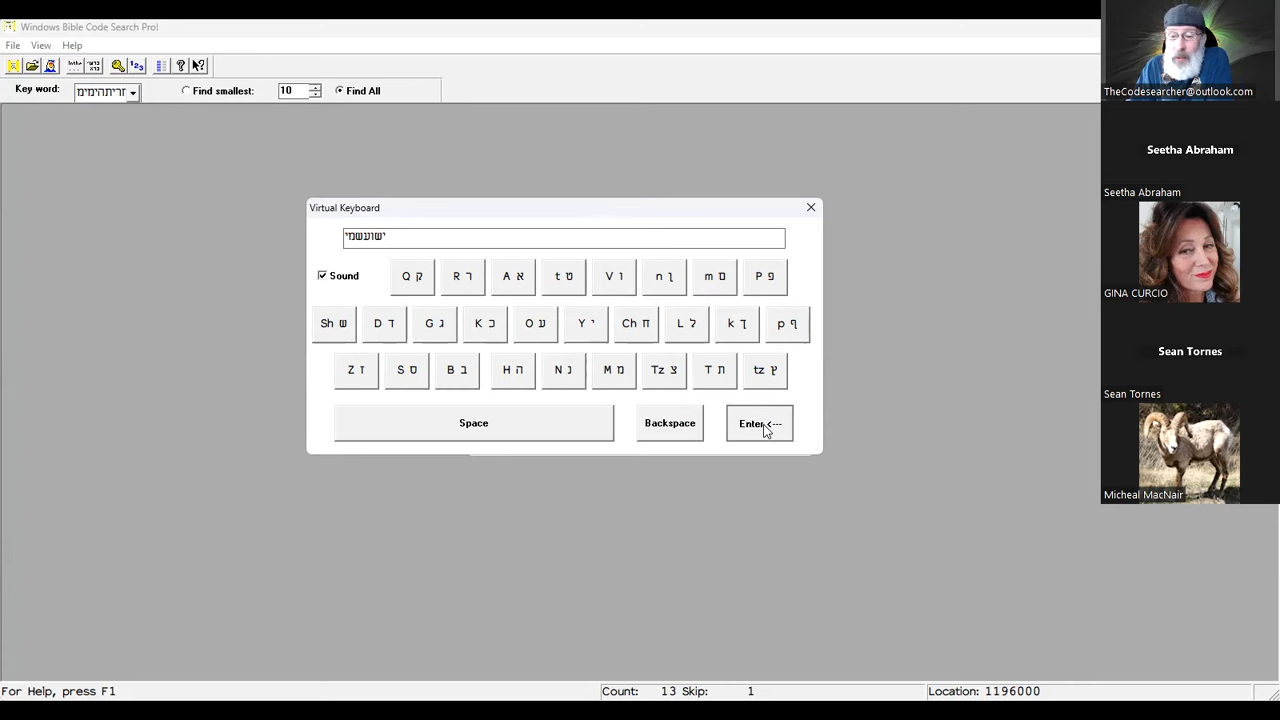 Windows Bible Code Search Pro!
File View Help
Key word:
זריתהימימ
Find smallest:
10
Find All
TheCodesearcher@outlook.com
Seetha Abraham
Seetha Abraham
GINA CURCIO
Sean Tornes
Sean Tornes
Micheal MacNair
Virtual Keyboard
ישועשמי
Sound
Q ק R ר A א t ט V ו n ן m ם P פ
Sh ש D ד G ג K כ O ע Y י Ch ח L ל k ך p ף
Z ז S ס B ב H ה N נ M מ Tz צ T ת tz ץ
Space Backspace Enter <---
For Help, press F1
Count: 13 Skip: 1
Location: 1196000